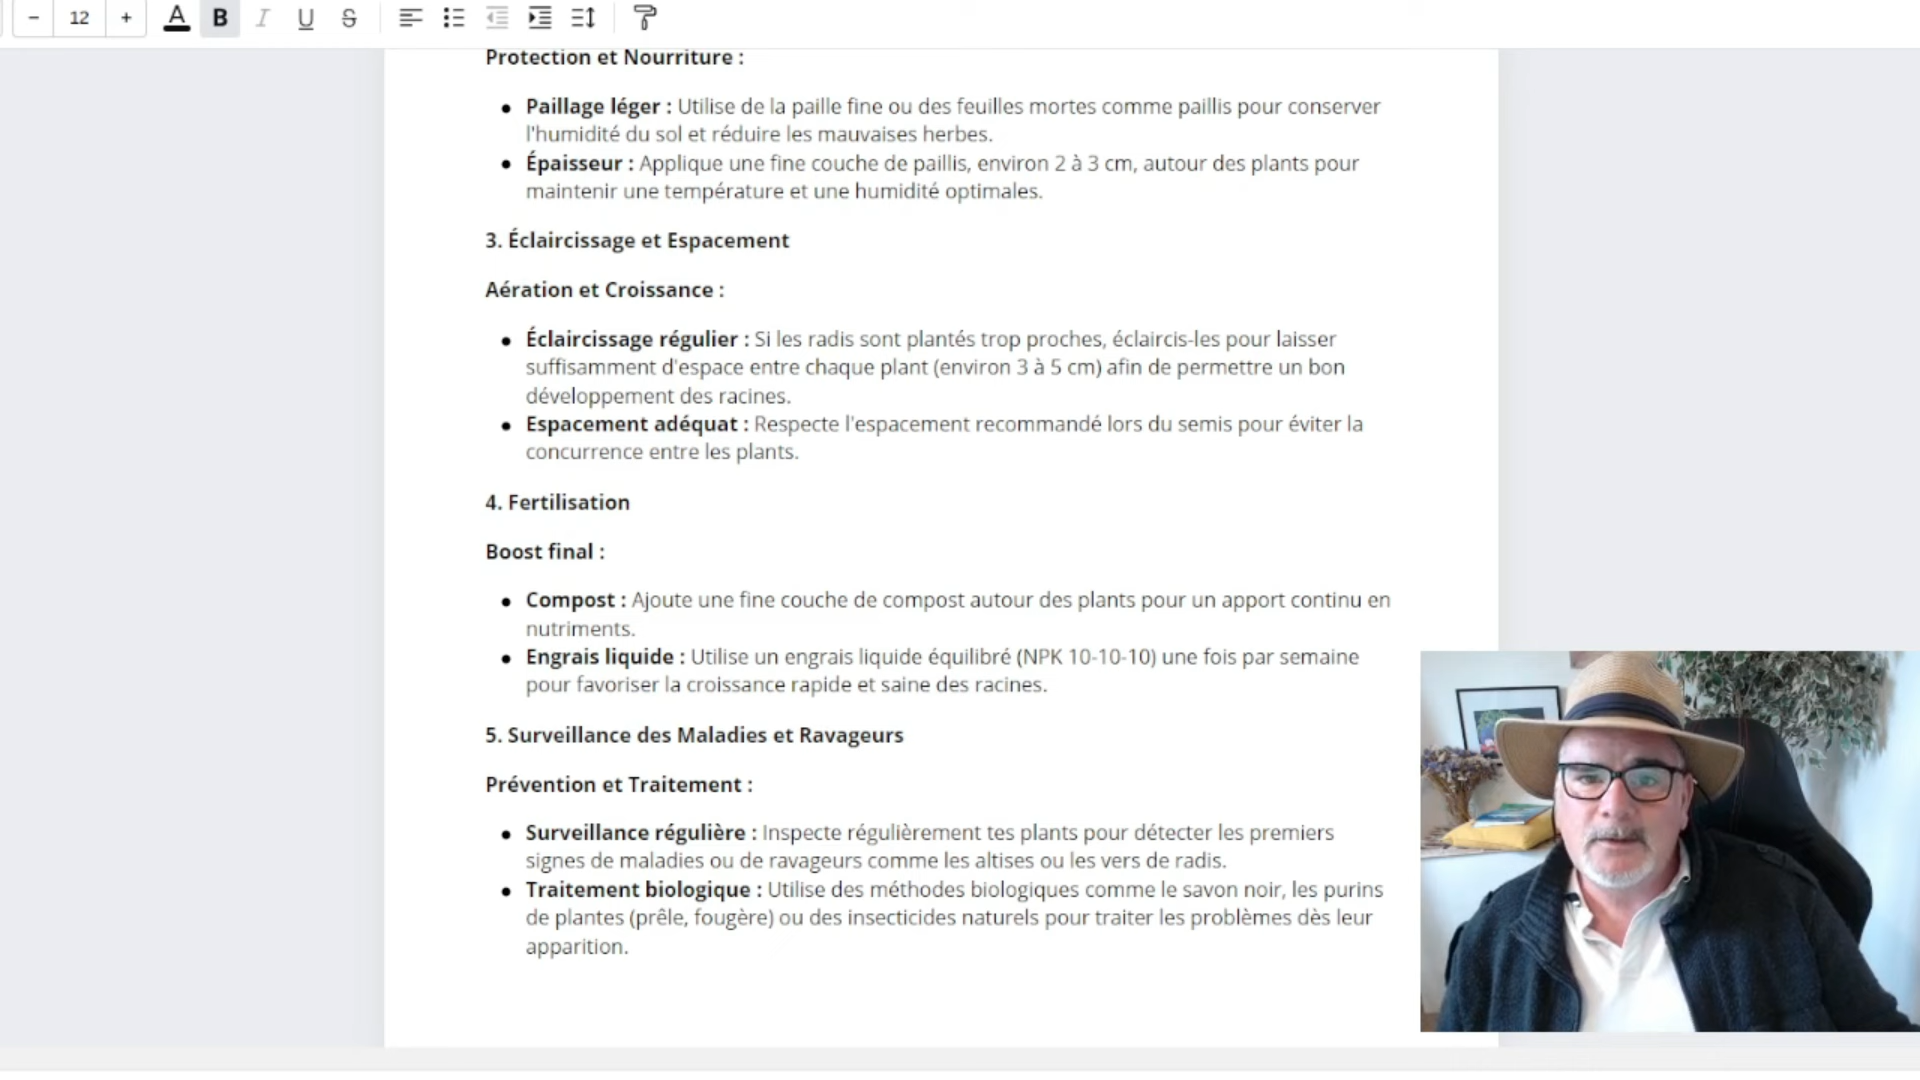 − 12 + A B I U S
Protection et Nourriture :
● Paillage léger : Utilise de la paille fine ou des feuilles mortes comme paillis pour conserver
l'humidité du sol et réduire les mauvaises herbes.
● Épaisseur : Applique une fine couche de paillis, environ 2 à 3 cm, autour des plants pour
maintenir une température et une humidité optimales.
3. Éclaircissage et Espacement
Aération et Croissance :
● Éclaircissage régulier : Si les radis sont plantés trop proches, éclaircis-les pour laisser
suffisamment d'espace entre chaque plant (environ 3 à 5 cm) afin de permettre un bon
développement des racines.
● Espacement adéquat : Respecte l'espacement recommandé lors du semis pour éviter la
concurrence entre les plants.
4. Fertilisation
Boost final :
● Compost : Ajoute une fine couche de compost autour des plants pour un apport continu en
nutriments.
● Engrais liquide : Utilise un engrais liquide équilibré (NPK 10-10-10) une fois par semaine
pour favoriser la croissance rapide et saine des racines.
5. Surveillance des Maladies et Ravageurs
Prévention et Traitement :
● Surveillance régulière : Inspecte régulièrement tes plants pour détecter les premiers
signes de maladies ou de ravageurs comme les altises ou les vers de radis.
● Traitement biologique : Utilise des méthodes biologiques comme le savon noir, les purins
de plantes (prêle, fougère) ou des insecticides naturels pour traiter les problèmes dès leur
apparition.